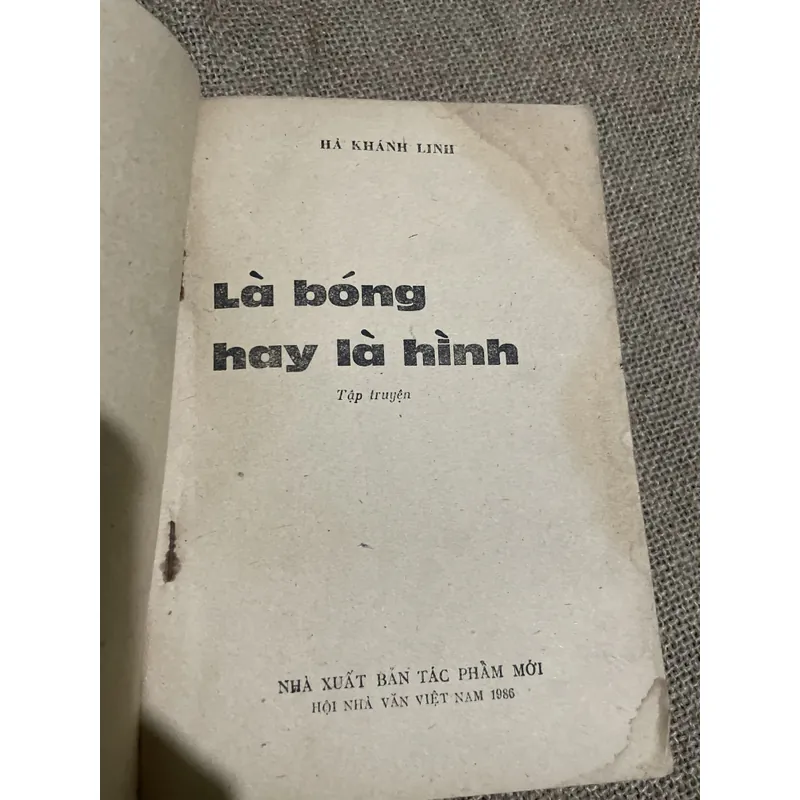 HÀ KHÁNH LINH
Là bóng
hay là hình
Tập truyện
NHÀ XUẤT BẢN TÁC PHẨM MỚI
HỘI NHÀ VĂN VIỆT NAM 1986